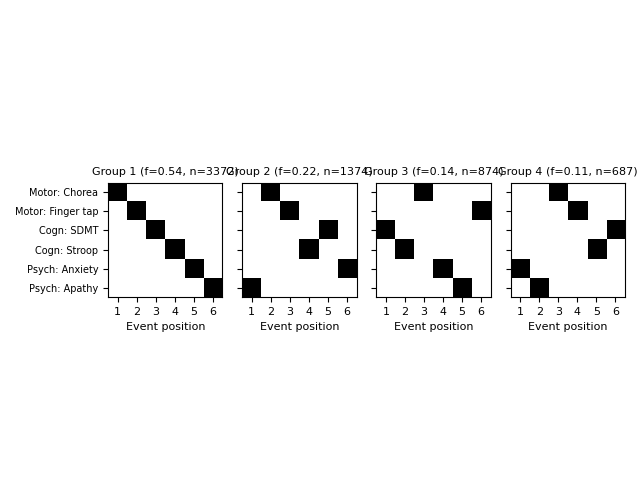 Group 1 (f=0.54,
Group 2 (f=0.22, n=1374)
Group 3 (f=0.14, n=874)
Group 4 (f=0.11, n=687)
Motor: Chorea
Motor: Finger tap
Cogn: SDMT
Cogn: Stroop
Psych: Anxiety
Psych: Apathy
1 2 3 4 5 6
Event position
1 2 3 4 5 6
Event position
1 2 3 4 5 6
Event position
1 2 3 4 5 6
Event position